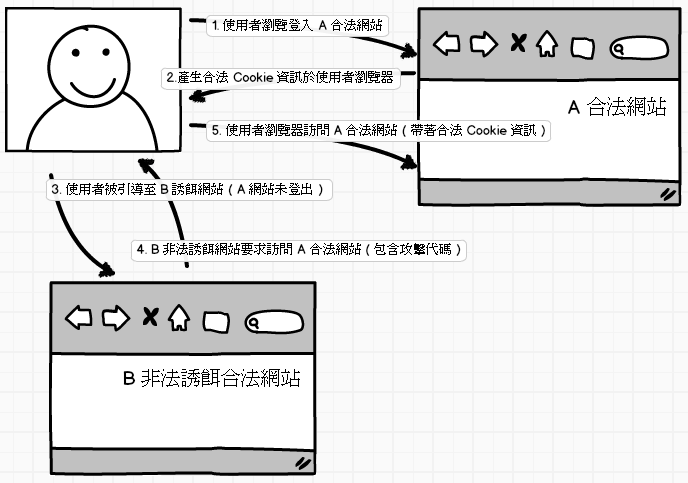 1. 使用者瀏覽登入 A 合法網站
2.產生合法 Cookie 資訊於使用者瀏覽器
A 合法網站
5. 使用者瀏覽器訪問 A 合法網站 ( 帶著合法 Cookie 資訊 )
3. 使用者被引導至 B 誘餌網站 ( A 網站未登出 )
4. B 非法誘餌網站要求訪問 A 合法網站 ( 包含攻擊代碼 )
B 非法誘餌合法網站